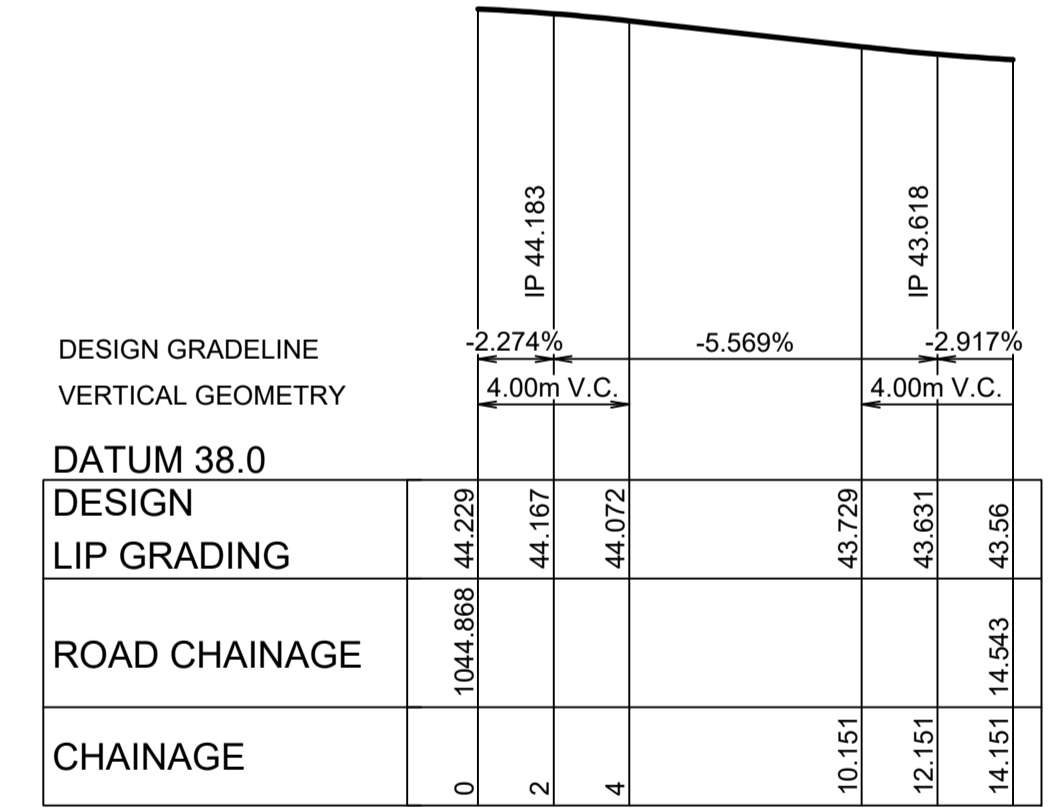 IP 44.183
IP 43.618
DESIGN GRADELINE
-2.274%
-5.569%
-2.917%
VERTICAL GEOMETRY
4.00m V.C.
4.00m V.C.
DATUM 38.0
DESIGN
LIP GRADING
44.229
44.167
44.072
43.729
43.631
43.56
ROAD CHAINAGE
1044.868
14.543
CHAINAGE
0
2
4
10.151
12.151
14.151